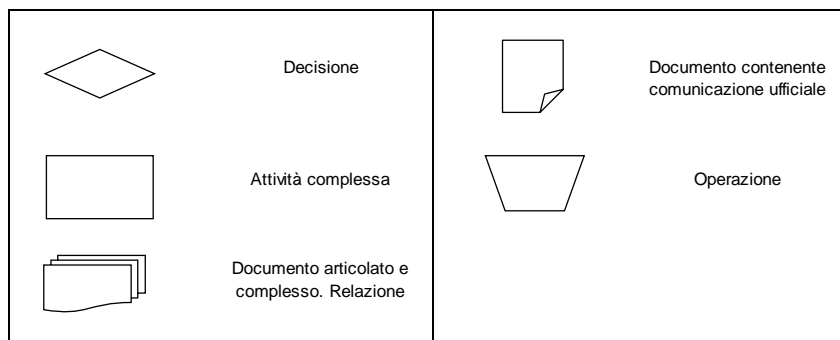 Decisione
Attività complessa
Documento articolato e
complesso. Relazione
Documento contenente
comunicazione ufficiale
Operazione